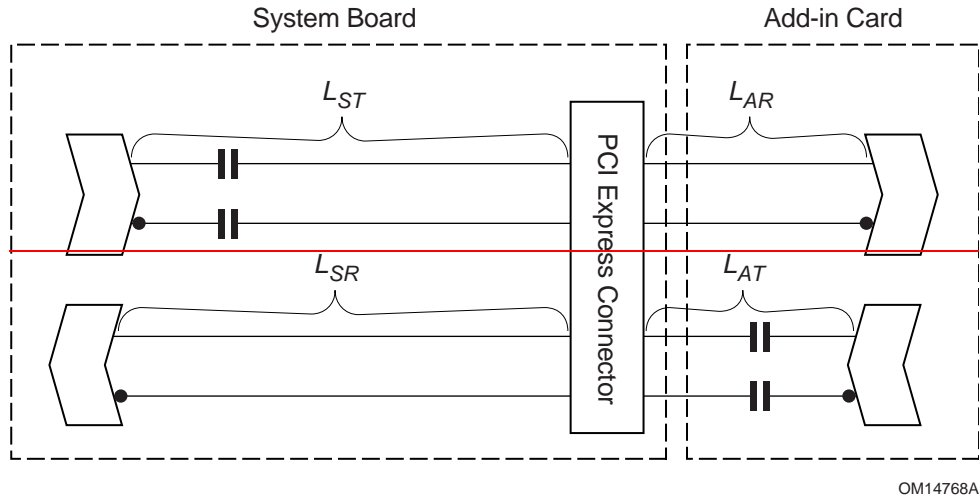 System Board
Add-in Card
L_ST
L_AR
PCI Express Connector
L_SR
L_AT
OM14768A